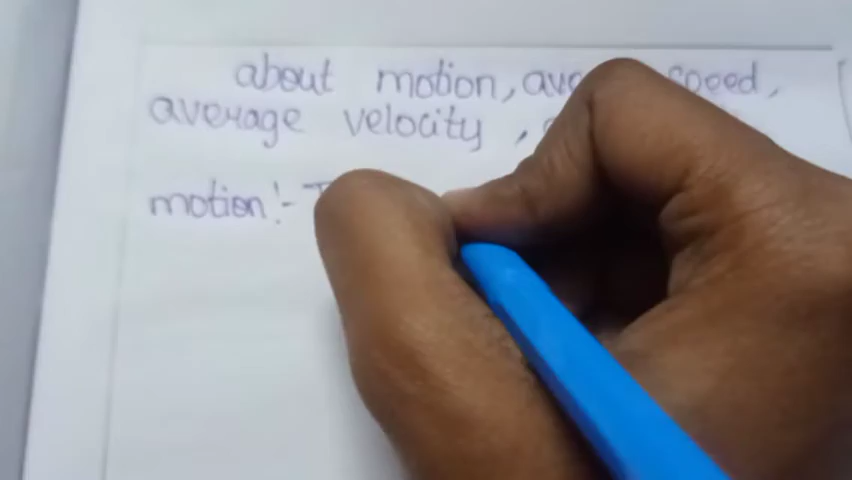 about motion, speed,
average velocity,
motion:-